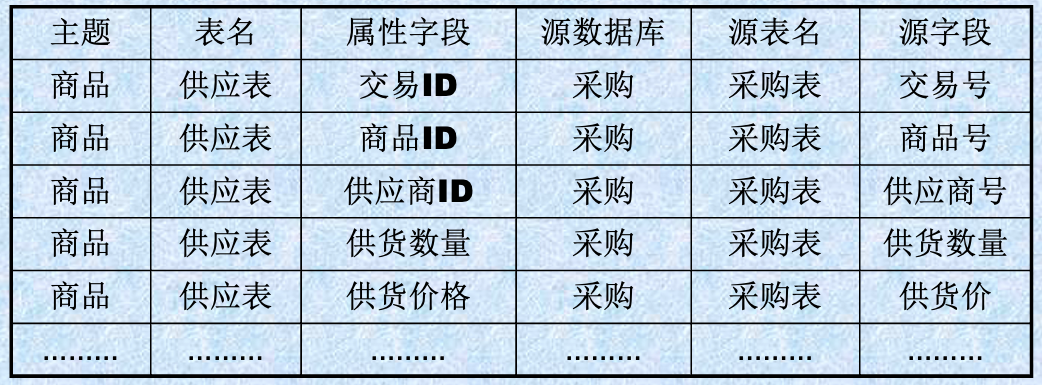 主题 表名 属性字段 源数据库 源表名 源字段
商品 供应表 交易ID 采购 采购表 交易号
商品 供应表 商品ID 采购 采购表 商品号
商品 供应表 供应商ID 采购 采购表 供应商号
商品 供应表 供货数量 采购 采购表 供货数量
商品 供应表 供货价格 采购 采购表 供货价
......... ......... ......... ......... ......... .........